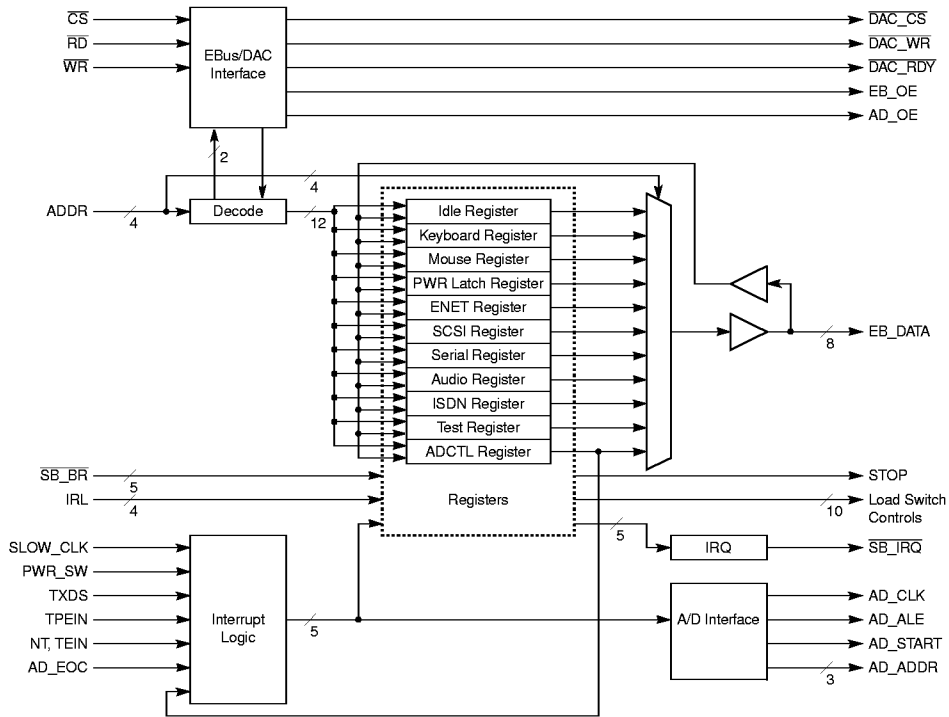 CS
DAC_CS
RD
DAC_WR
EBus/DAC
Interface
WR
DAC_RDY
EB_OE
AD_OE
2
4
ADDR
4
Decode
12
Idle Register
Keyboard Register
Mouse Register
PWR Latch Register
ENET Register
SCSI Register
EB_DATA
8
Serial Register
Audio Register
ISDN Register
Test Register
ADCTL Register
SB_BR
5
STOP
IRL
4
Registers
10
Load Switch
Controls
5
SLOW_CLK
IRQ
SB_IRQ
PWR_SW
TXDS
AD_CLK
TPEIN
Interrupt
Logic
5
A/D Interface
AD_ALE
NT, TEIN
AD_START
AD_EOC
AD_ADDR
3